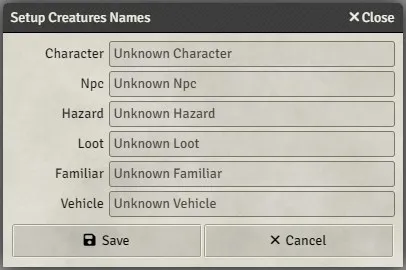 Setup Creatures Names Close
Character Unknown Character
Npc Unknown Npc
Hazard Unknown Hazard
Loot Unknown Loot
Familiar Unknown Familiar
Vehicle Unknown Vehicle
Save Cancel